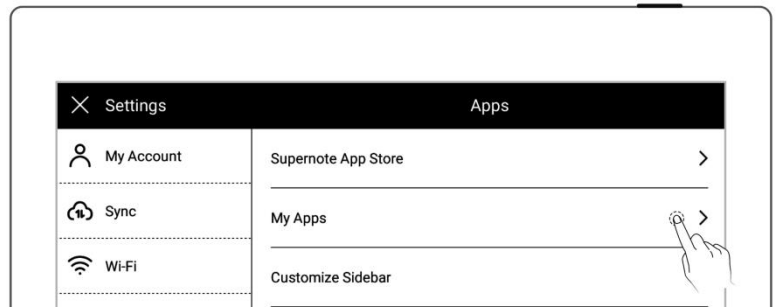 Settings
Apps
My Account
Supernote App Store
Sync
My Apps
Wi-Fi
Customize Sidebar